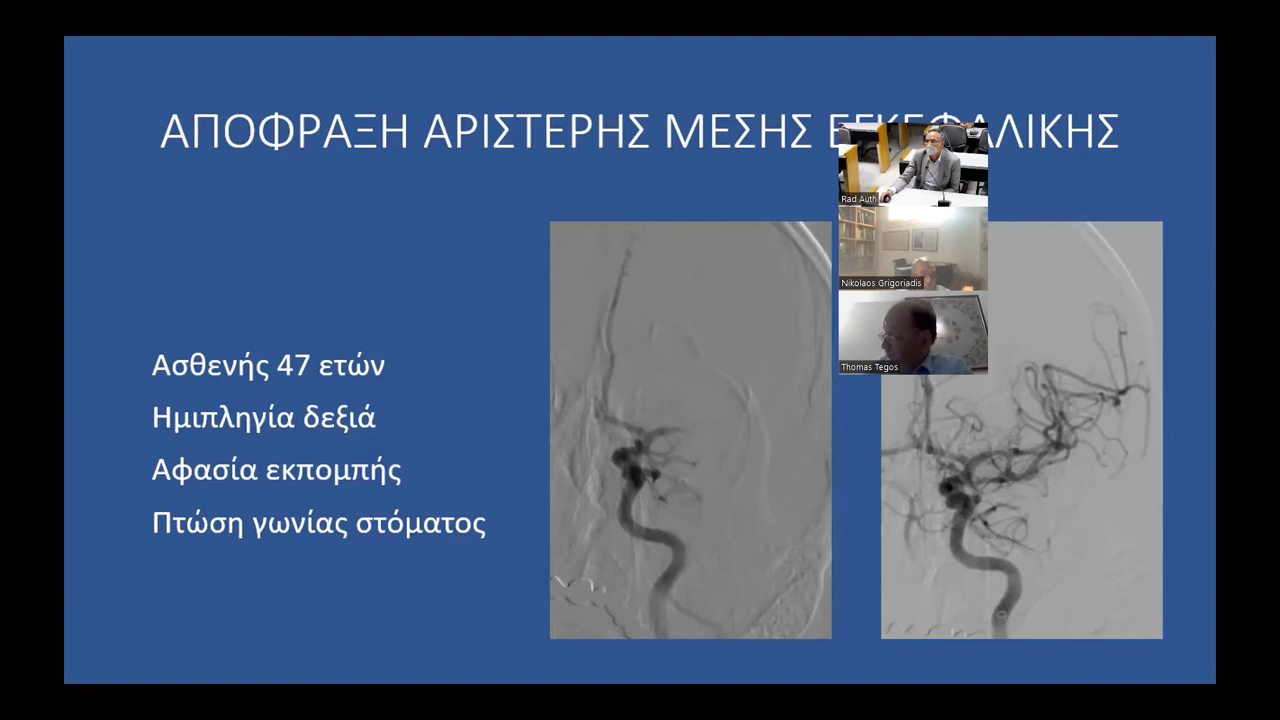 ΑΠΟΦΡΑΞΗ ΑΡΙΣΤΕΡΗΣ ΜΕΣΗΣ ΕΓΚΕΦΑΛΙΚΗΣ
Rad Auth
Nikolaos Grigoriadis
Thomas Tegos
Ασθενής 47 ετών
Ημιπληγία δεξιά
Αφασία εκπομπής
Πτώση γωνίας στόματος